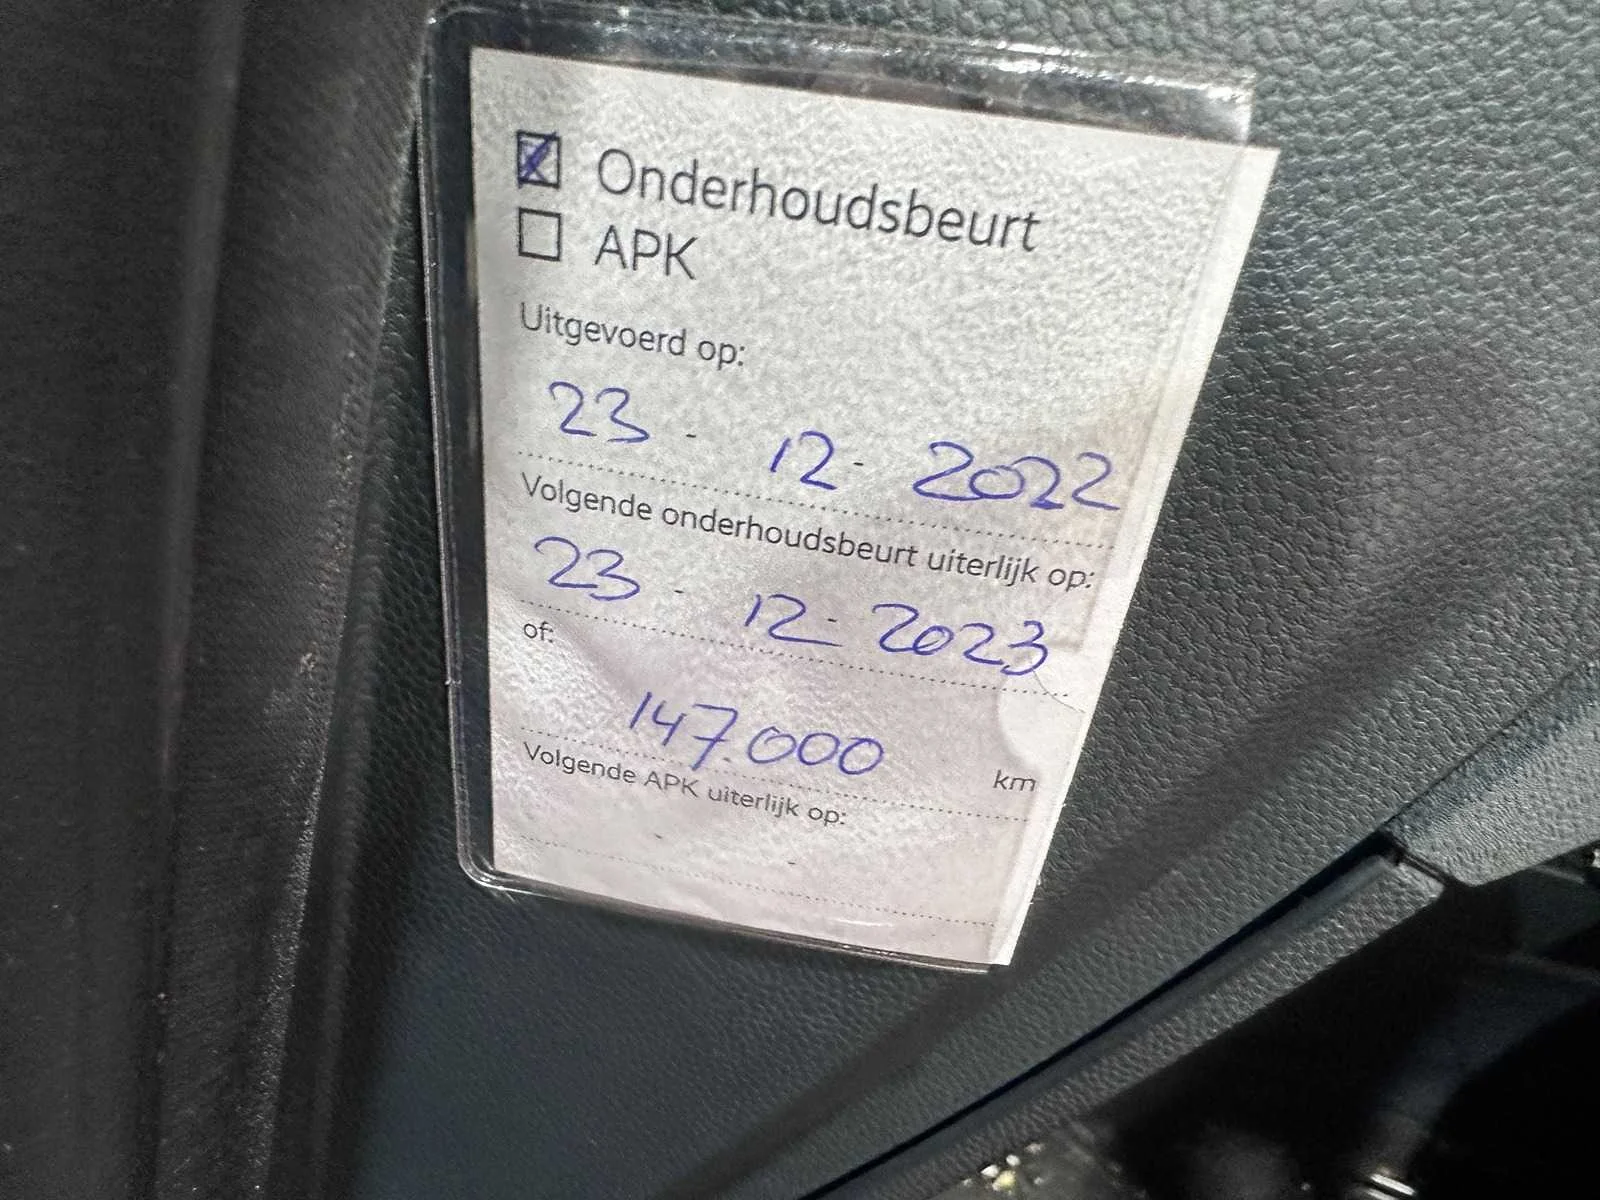 Onderhoudsbeurt
APK
Uitgevoerd op:
23 - 12 - 2022
Volgende onderhoudsbeurt uiterlijk op:
23 - 12 - 2023
of:
147.000 km
Volgende APK uiterlijk op:
- -